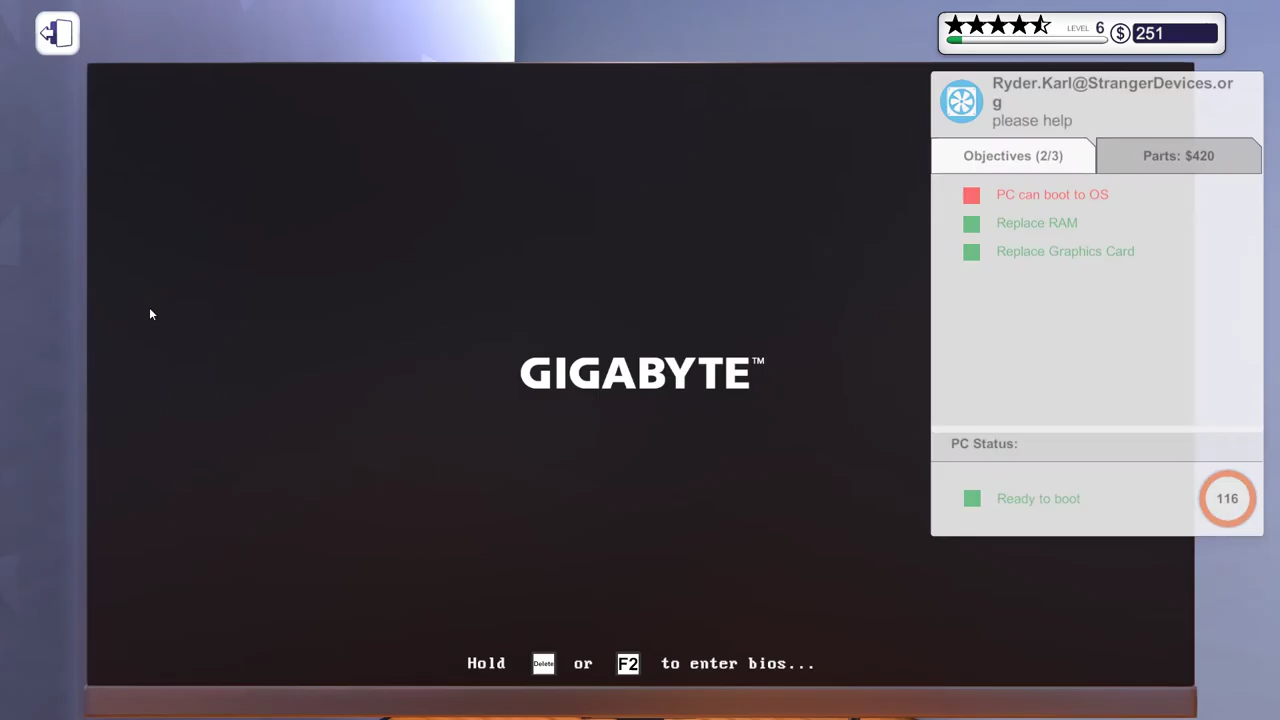 LEVEL 6 $ 251
Ryder.Karl@StrangerDevices.or
g
please help
Objectives (2/3) Parts: $420
PC can boot to OS
Replace RAM
Replace Graphics Card
GIGABYTE™
PC Status:
Ready to boot 116
Hold Delete or F2 to enter bios...